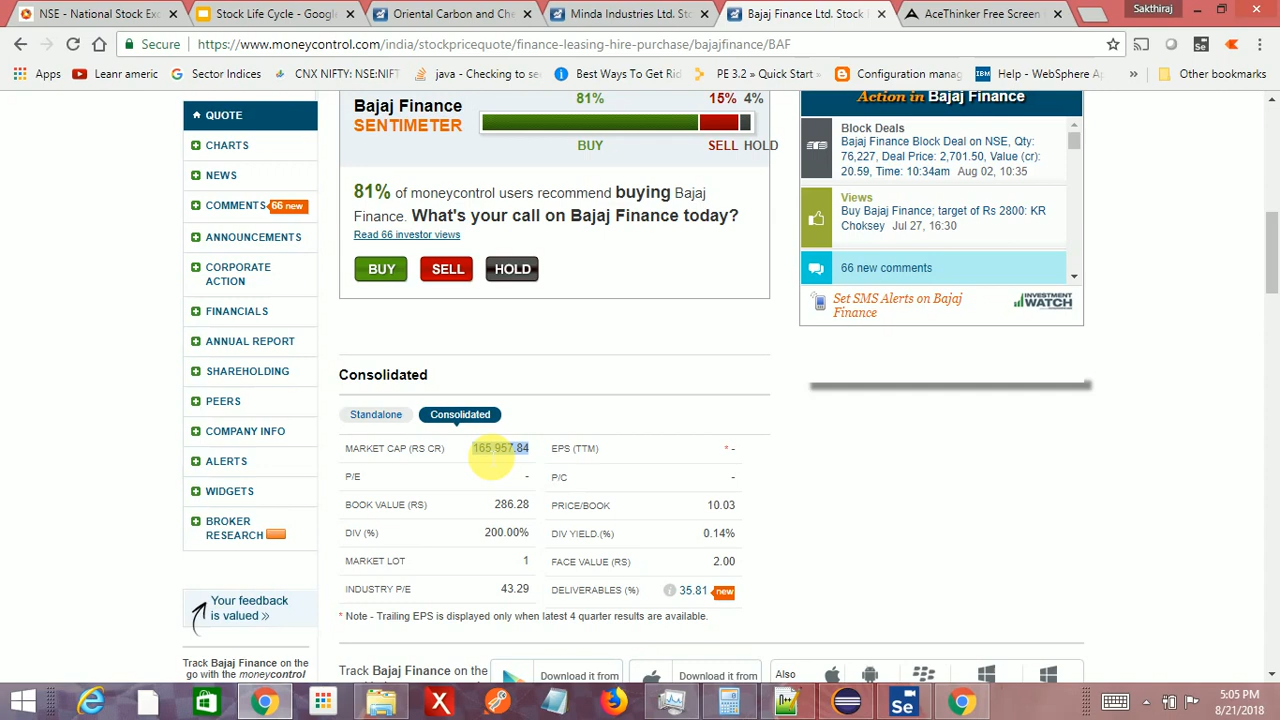 NSE - National Stock Exc
Stock Life Cycle - Google
Oriental Carbon and Che
Minda Industries Ltd. Stoc
Bajaj Finance Ltd. Stock
AceThinker Free Screen
Sakthiraj
Secure
https://www.moneycontrol.com/india/stockpricequote/finance-leasing-hire-purchase/bajajfinance/BAF
Apps
Leanr americ
Sector Indices
CNX NIFTY: NSE:NIFT
java - Checking to se
Best Ways To Get Rid
EE 3.2 » Quick Start
Configuration manag
Help - WebSphere Ap
»
Other bookmarks
QUOTE
CHARTS
NEWS
COMMENTS 66 new
ANNOUNCEMENTS
CORPORATE
ACTION
FINANCIALS
ANNUAL REPORT
SHAREHOLDING
PEERS
COMPANY INFO
ALERTS
WIDGETS
BROKER
RESEARCH
Your feedback
is valued »
Track Bajaj Finance on the
go with the moneycontrol
Bajaj Finance
SENTIMETER
81% 15% 4%
BUY SELL HOLD
81% of moneycontrol users recommend buying Bajaj
Finance. What's your call on Bajaj Finance today?
Read 66 investor views
BUY SELL HOLD
Action in Bajaj Finance
Block Deals
Bajaj Finance Block Deal on NSE, Qty:
76,227, Deal Price: 2,701.50, Value (cr):
20.59, Time: 10:34am Aug 02, 10:35
Views
Buy Bajaj Finance; target of Rs 2800: KR
Choksey Jul 27, 16:30
66 new comments
Set SMS Alerts on Bajaj
Finance
INVESTMENT
WATCH
Consolidated
Standalone Consolidated
MARKET CAP (RS CR) 165,957.84 EPS (TTM) * -
P/E - P/C -
BOOK VALUE (RS) 286.28 PRICE/BOOK 10.03
DIV (%) 200.00% DIV YIELD.(%) 0.14%
MARKET LOT 1 FACE VALUE (RS) 2.00
INDUSTRY P/E 43.29 DELIVERABLES (%) 35.81 new
* Note - Trailing EPS is displayed only when latest 4 quarter results are available.
Track Bajaj Finance on the
Download it from
Download it from
Also
5:05 PM
8/21/2018